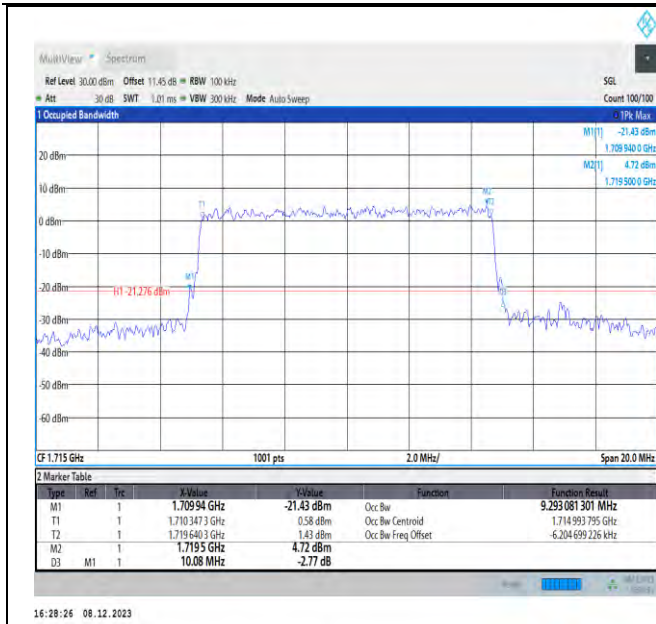 MultiView Spectrum
Ref Level 30.00 dBm Offset 11.45 dB RBW 100 kHz SGL
Att 30 dB SWT 1.01 ms VBW 300 kHz Mode Auto Sweep Count 100/100
1 Occupied Bandwidth 1Pk Max
M1[1] -21.43 dBm
1.709 940 0 GHz
M2[1] 4.72 dBm
1.719 500 0 GHz
20 dBm
10 dBm
M2
T1 T2
0 dBm
-10 dBm
M1
-20 dBm
H1 -21.276 dBm D3
-30 dBm
-40 dBm
-50 dBm
-60 dBm
CF 1.715 GHz 1001 pts 2.0 MHz/ Span 20.0 MHz
2 Marker Table
Type Ref Trc X-Value Y-Value Function Function Result
M1 1 1.709 94 GHz -21.43 dBm Occ Bw 9.293 081 301 MHz
T1 1 1.710 347 3 GHz 0.58 dBm Occ Bw Centroid 1.714 993 795 GHz
T2 1 1.719 640 3 GHz 1.43 dBm Occ Bw Freq Offset -6.204 699 226 kHz
M2 1 1.719 5 GHz 4.72 dBm
D3 M1 1 10.08 MHz -2.77 dB
16:28:26 08.12.2023